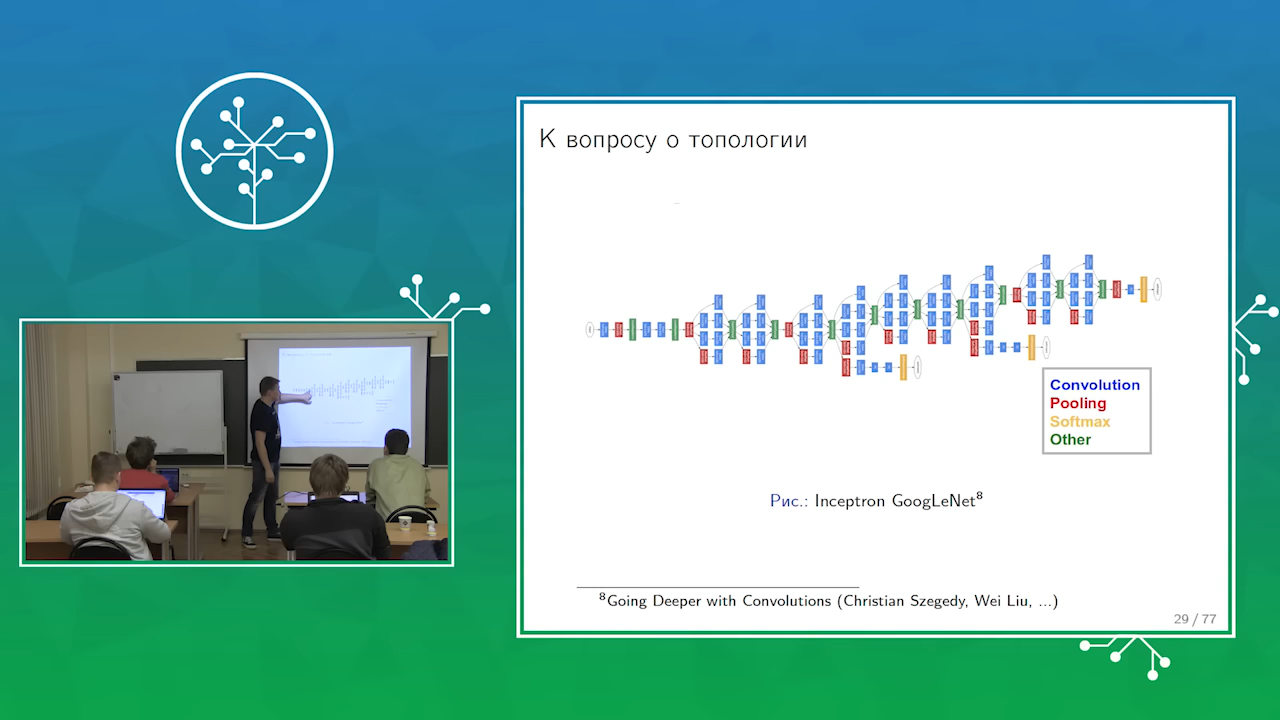 К вопросу о топологии
Convolution
Pooling
Softmax
Other
Рис.: Inceptron GoogLeNet⁸
⁸Going Deeper with Convolutions (Christian Szegedy, Wei Liu, ...)
29 / 77